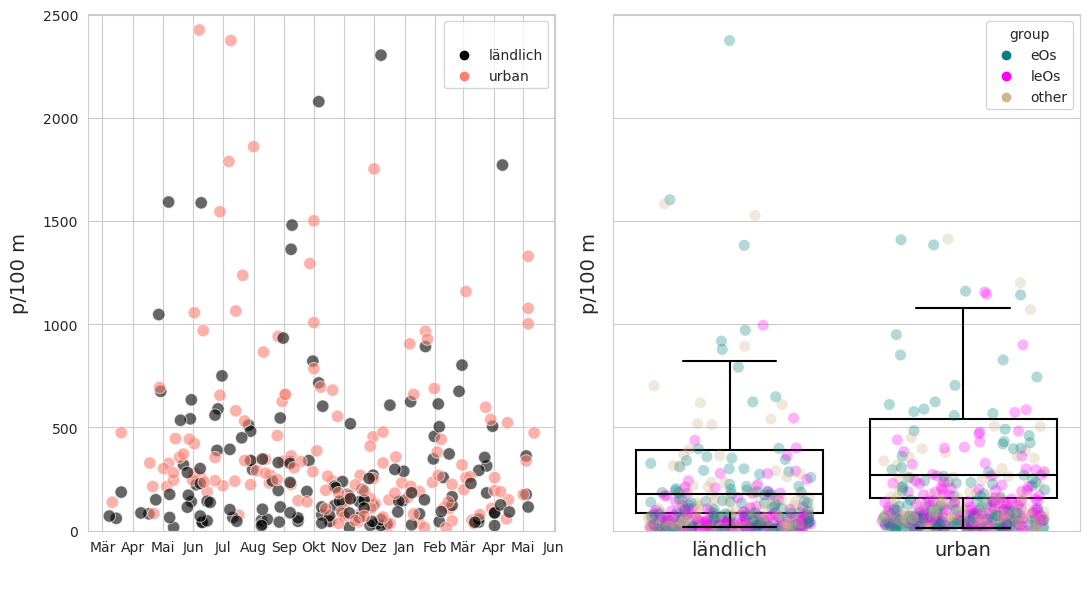 2500
2000
1500
1000
500
0
p/100 m
ländlich
urban
Mär Apr Mai Jun Jul Aug Sep Okt Nov Dez Jan Feb Mär Apr Mai Jun
p/100 m
group
eOs
leOs
other
ländlich urban